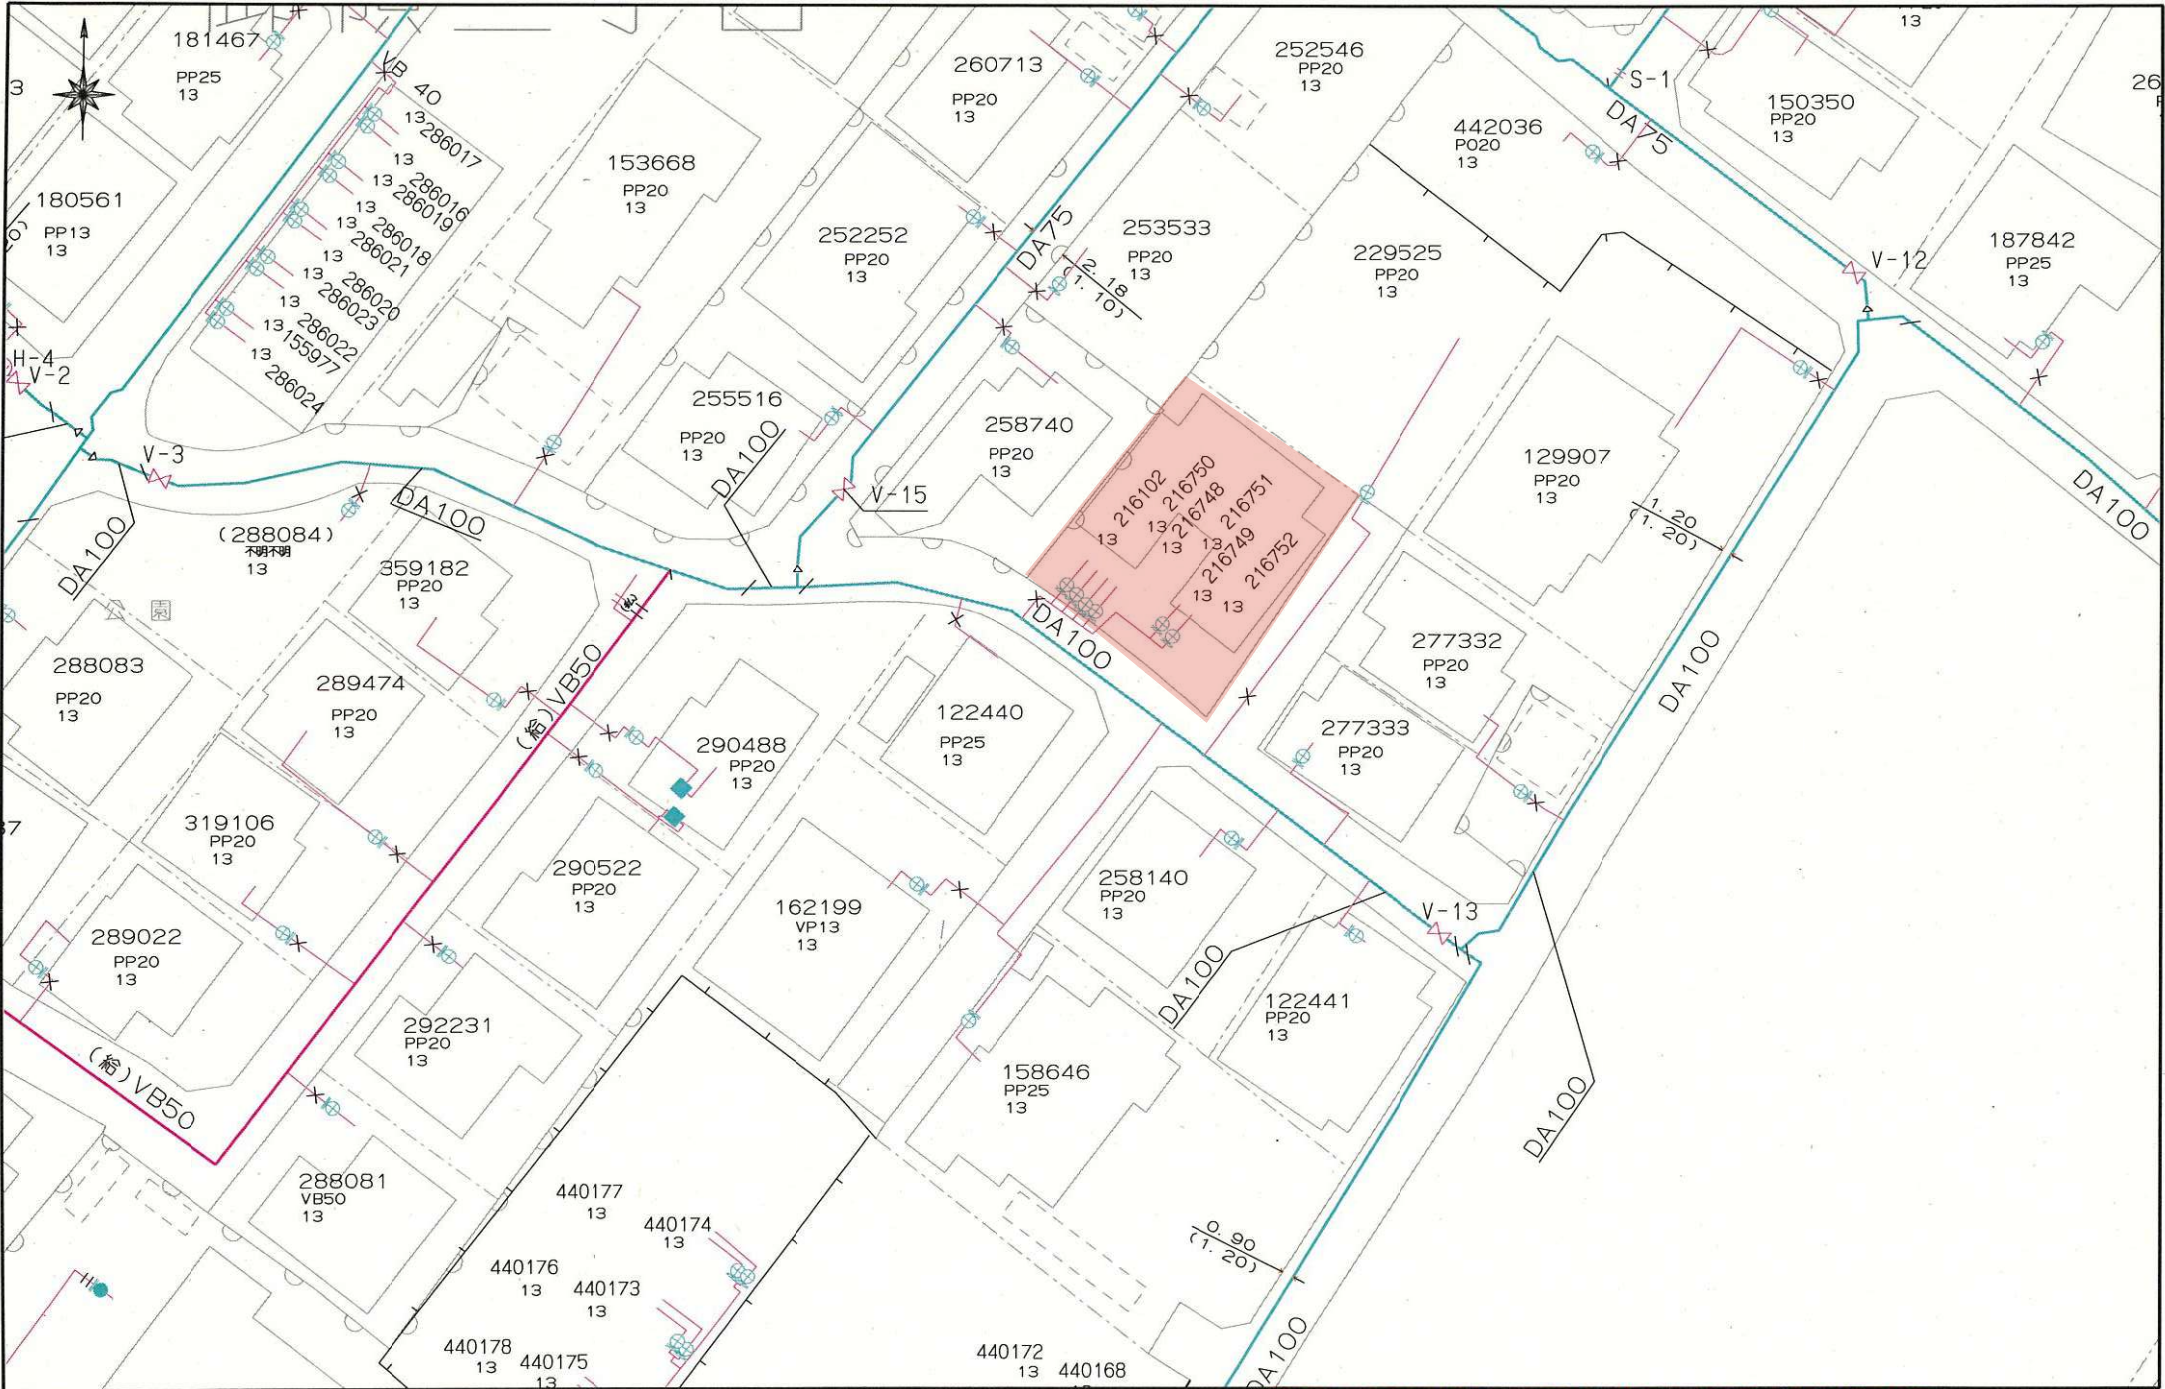 181467
PP25
13
3
VB 40
13 286017
13 286016
13 286019
13 286018
13 286021
13 286020
13 286023
13 286022
13 155977
13 286024
260713
PP20
13
252546
PP20
13
13
S-1
DA75
150350
PP20
13
26
442036
PO20
13
153668
PP20
13
180561
PP13
13
252252
PP20
13
DA75
253533
PP20
13
2.18
(1.10)
229525
PP20
13
V-12
187842
PP25
13
H-4
V-2
V-3
255516
PP20
13
DA100
V-15
258740
PP20
13
216102
13
216750
13
216748
13
216751
13
216749
13
216752
13
129907
PP20
13
1.20
(1.20)
DA100
DA100
DA100
(288084)
不明不明
13
公園
359182
PP20
13
(給)
(給)VB50
DA100
277332
PP20
13
DA100
288083
PP20
13
289474
PP20
13
290488
PP20
13
122440
PP25
13
277333
PP20
13
37
319106
PP20
13
290522
PP20
13
162199
VP13
13
258140
PP20
13
V-13
DA100
289022
PP20
13
292231
PP20
13
122441
PP20
13
158646
PP25
13
DA100
(給)VB50
288081
VB50
13
440177
13
440174
13
440176
13
440173
13
0.90
(1.20)
440178
13
440175
13
440172
13
440168
DA100